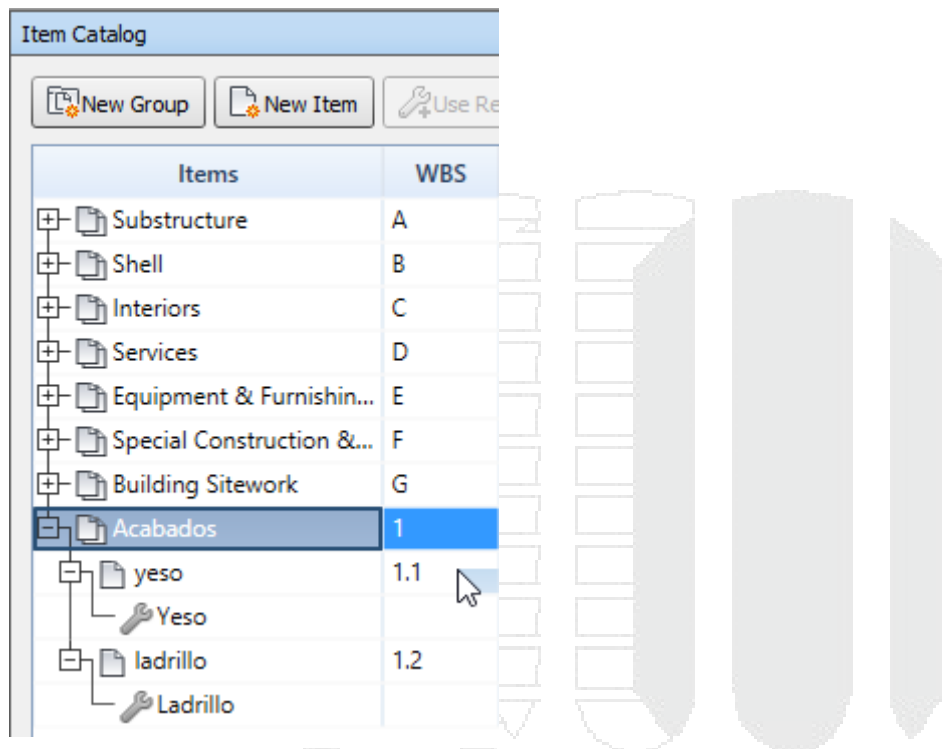 Item Catalog
New Group New Item Use Re
Items WBS
Substructure A
Shell B
Interiors C
Services D
Equipment & Furnishin... E
Special Construction &... F
Building Sitework G
Acabados 1
yeso 1.1
Yeso
ladrillo 1.2
Ladrillo